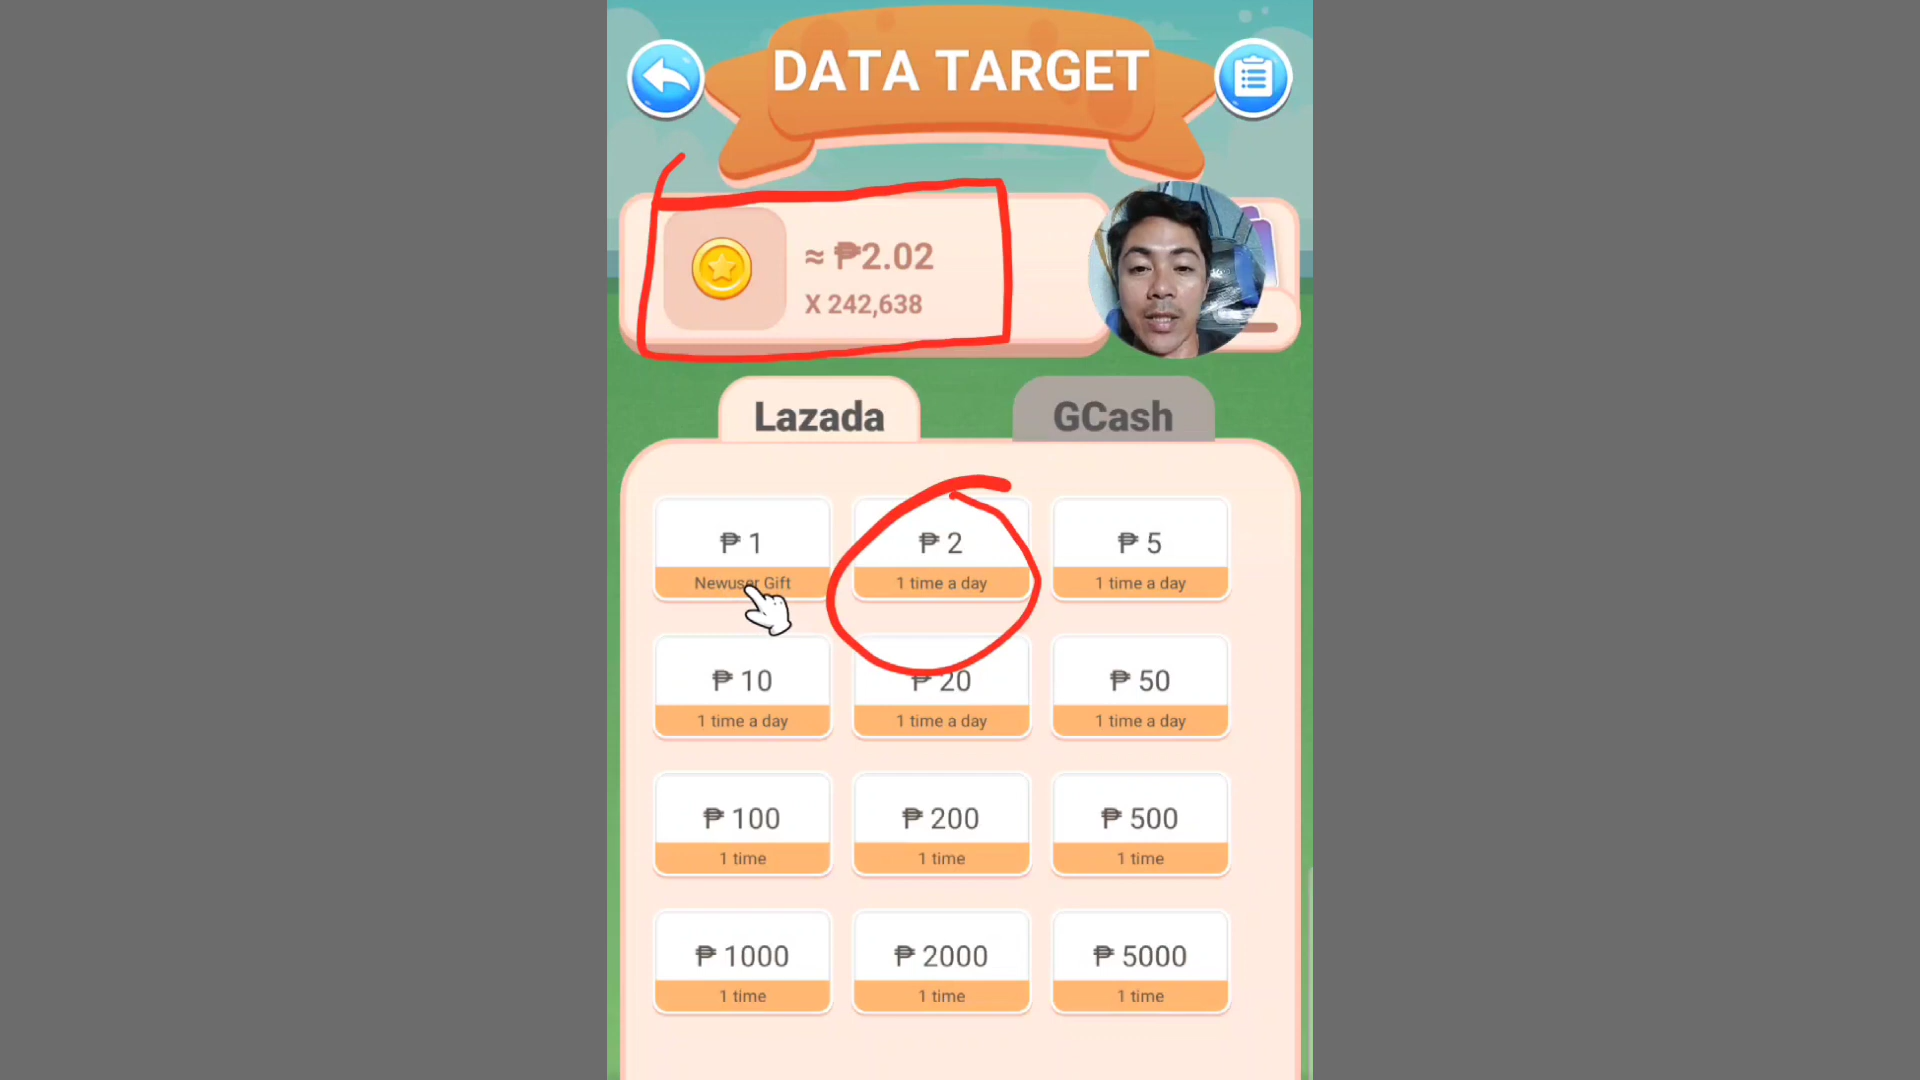 DATA TARGET
≈ ₱2.02
X 242,638
Lazada
GCash
₱ 1
Newuser Gift
₱ 2
1 time a day
₱ 5
1 time a day
₱ 10
1 time a day
₱ 20
1 time a day
₱ 50
1 time a day
₱ 100
1 time
₱ 200
1 time
₱ 500
1 time
₱ 1000
1 time
₱ 2000
1 time
₱ 5000
1 time